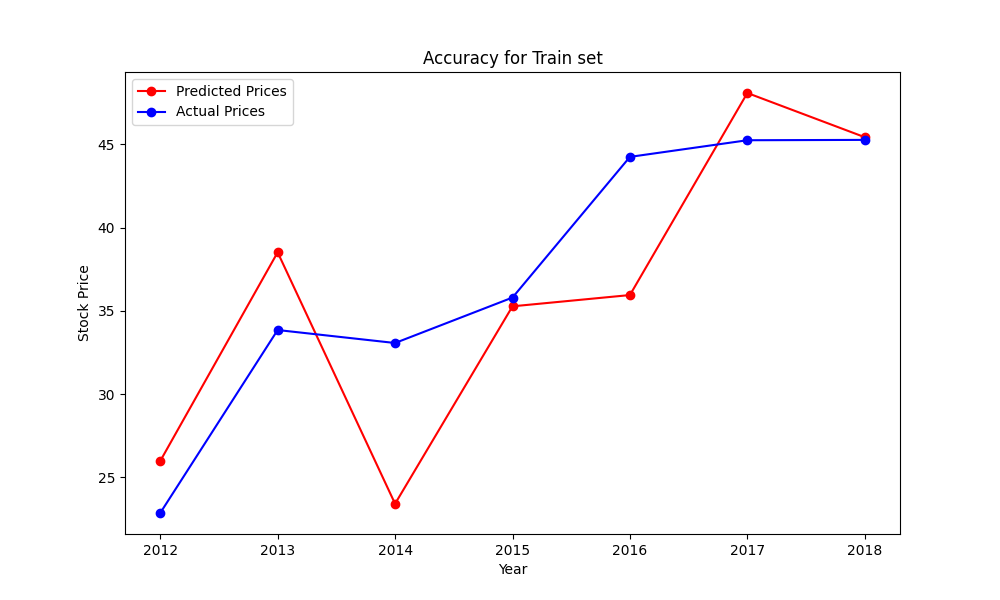 Accuracy for Train set
Predicted Prices
Actual Prices
45
40
35
30
25
Stock Price
2012 2013 2014 2015 2016 2017 2018
Year